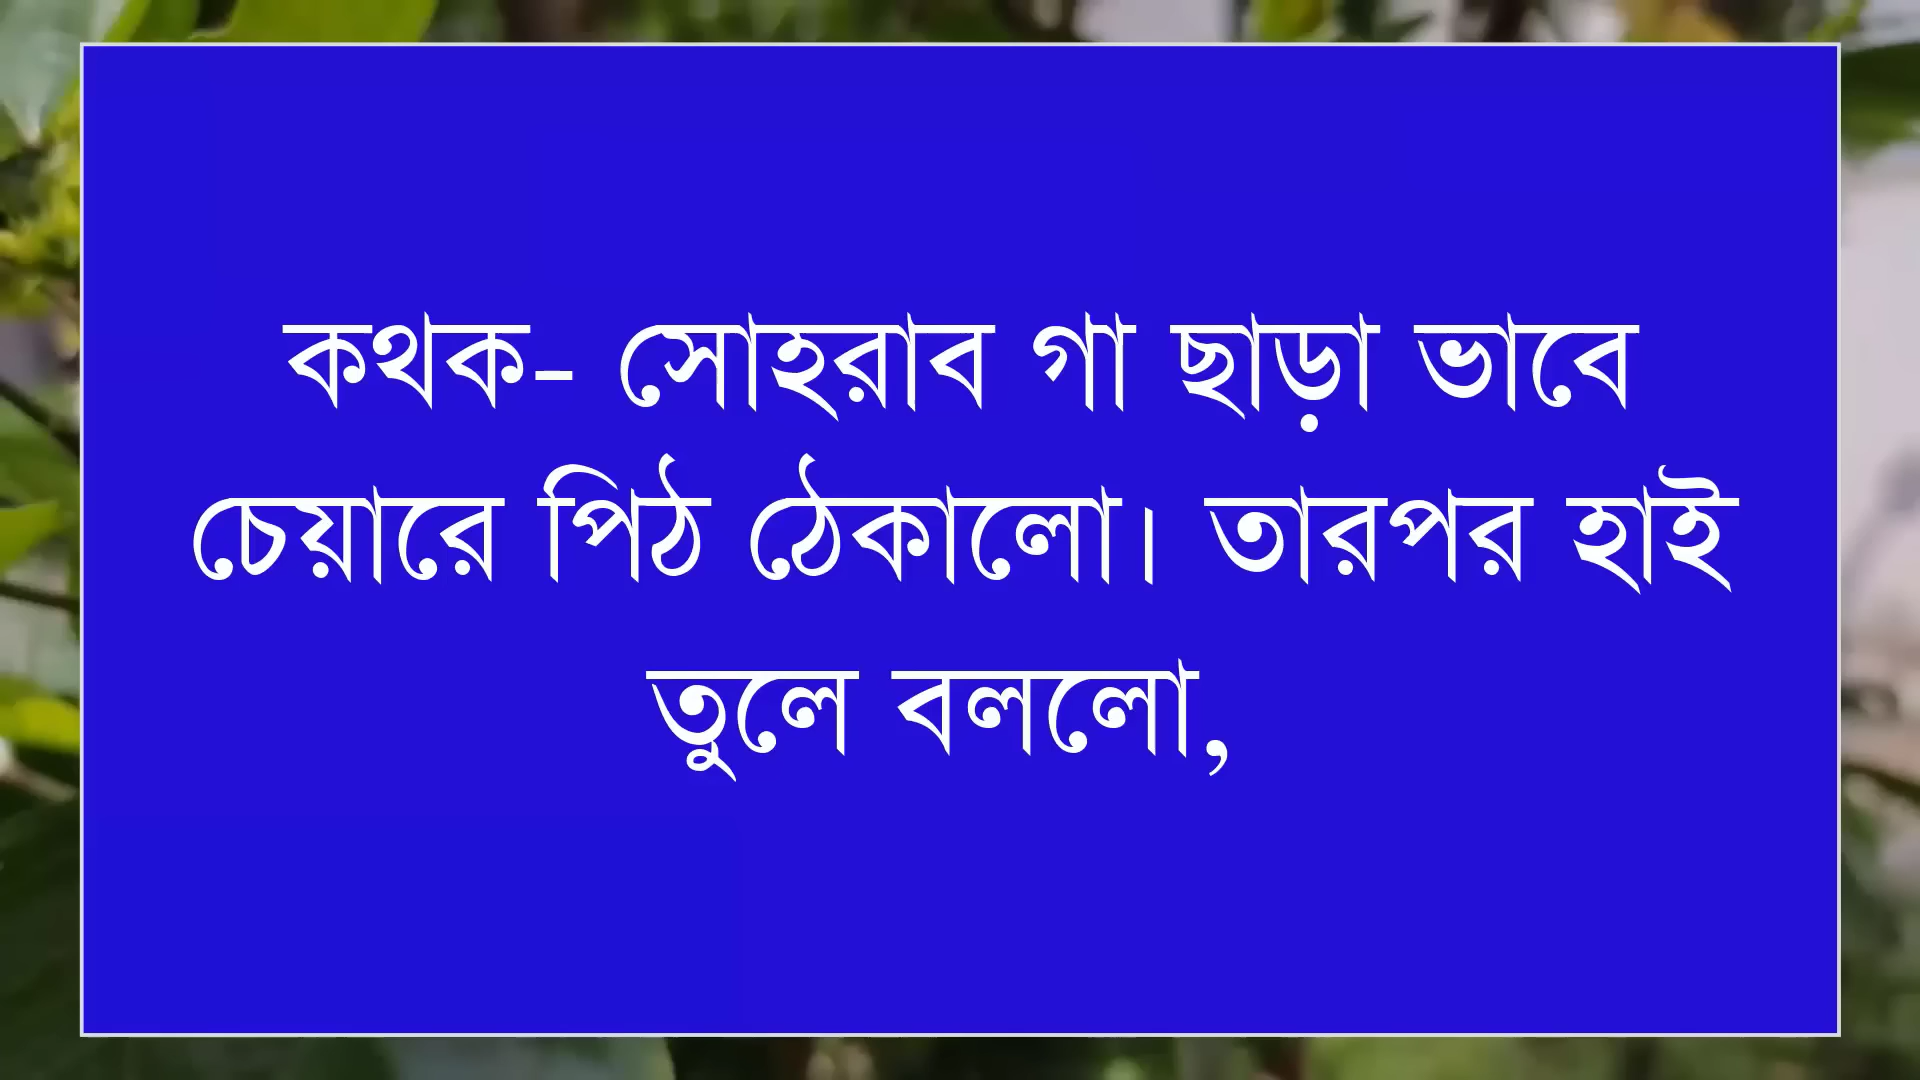 কথক- সোহরাব গা ছাড়া ভাবে
চেয়ারে পিঠ ঠেকালো। তারপর হাই
তুলে বললো,